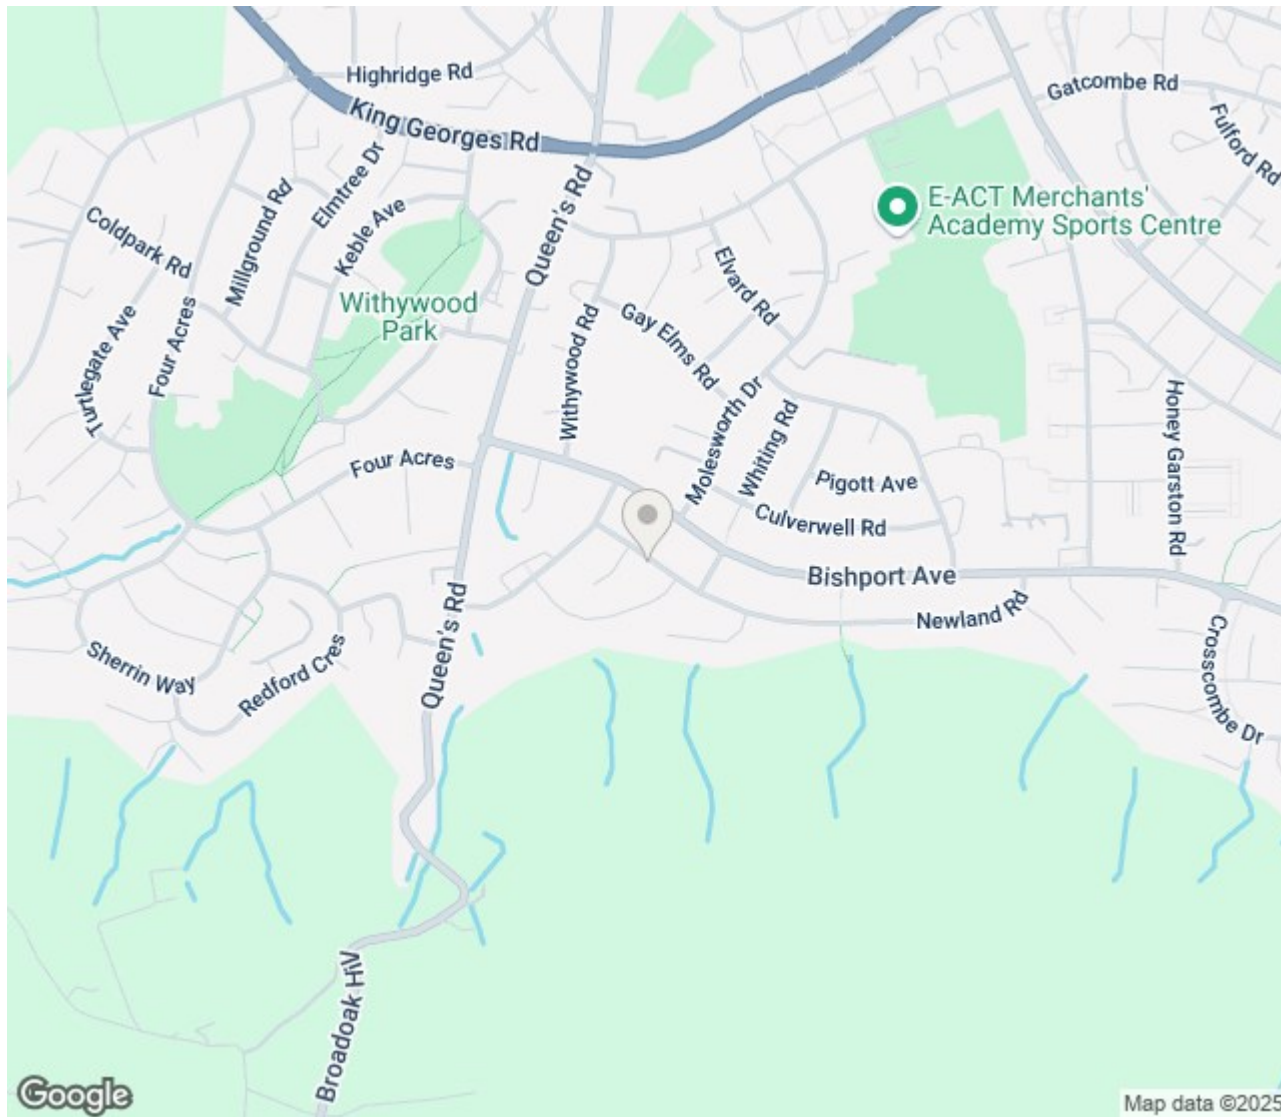 Highridge Rd
King Georges Rd
Gatcombe Rd
Fulford Rd
Elmtree Dr
Millground Rd
Keble Ave
Coldpark Rd
Queen's Rd
E-ACT Merchants'
Academy Sports Centre
Elvard Rd
Withywood
Park
Four Acres
Turtlegate Ave
Withywood Rd
Gay Elms Rd
Molesworth Dr
Whiting Rd
Honey Garston Rd
Four Acres
Pigott Ave
Culverwell Rd
Bishport Ave
Newland Rd
Queen's Rd
Sherrin Way
Redford Cres
Crosscombe Dr
Broadoak Hill
Google
Map data ©2025